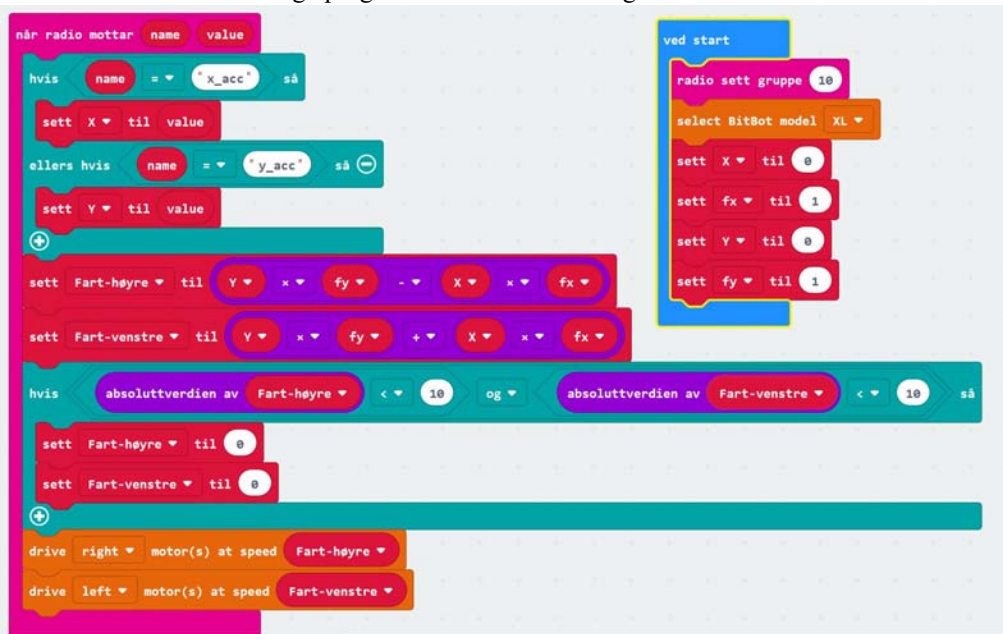 når radio mottar name value
hvis name = "x_acc" så
sett X til value
ellers hvis name = "y_acc" så
sett Y til value
sett Fart-høyre til Y × fy - X × fx
sett Fart-venstre til Y × fy + X × fx
hvis absoluttverdien av Fart-høyre < 10 og absoluttverdien av Fart-venstre < 10 så
sett Fart-høyre til 0
sett Fart-venstre til 0
drive right motor(s) at speed Fart-høyre
drive left motor(s) at speed Fart-venstre
ved start
radio sett gruppe 10
select BitBot model XL
sett X til 0
sett fx til 1
sett Y til 0
sett fy til 1